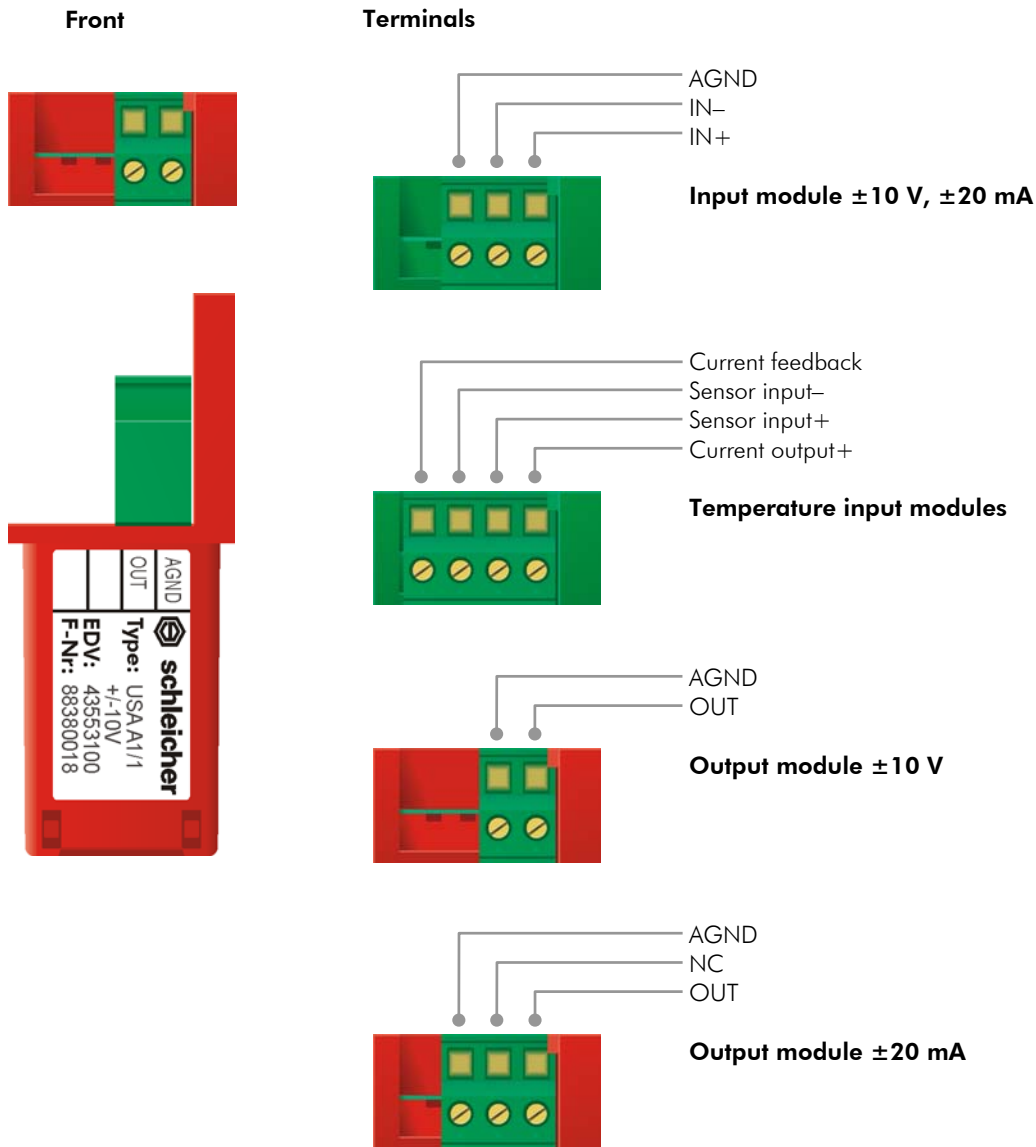 Front
Terminals
AGND
IN–
IN+
Input module ±10 V, ±20 mA
Current feedback
Sensor input–
Sensor input+
Current output+
Temperature input modules
AGND
OUT
schleicher
Type: USA A1/1
+/-10V
EDV: 43553100
F-Nr: 88380018
AGND
OUT
Output module ±10 V
AGND
NC
OUT
Output module ±20 mA